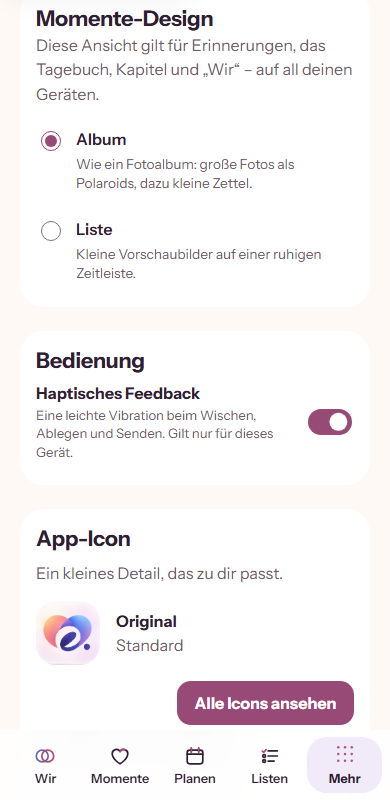 Momente-Design
Diese Ansicht gilt für Erinnerungen, das
Tagebuch, Kapitel und „Wir“ – auf all deinen
Geräten.
Album
Wie ein Fotoalbum: große Fotos als
Polaroids, dazu kleine Zettel.
Liste
Kleine Vorschaubilder auf einer ruhigen
Zeitleiste.
Bedienung
Haptisches Feedback
Eine leichte Vibration beim Wischen,
Ablegen und Senden. Gilt nur für dieses
Gerät.
App-Icon
Ein kleines Detail, das zu dir passt.
Original
Standard
Alle Icons ansehen
Wir
Momente
Planen
Listen
Mehr